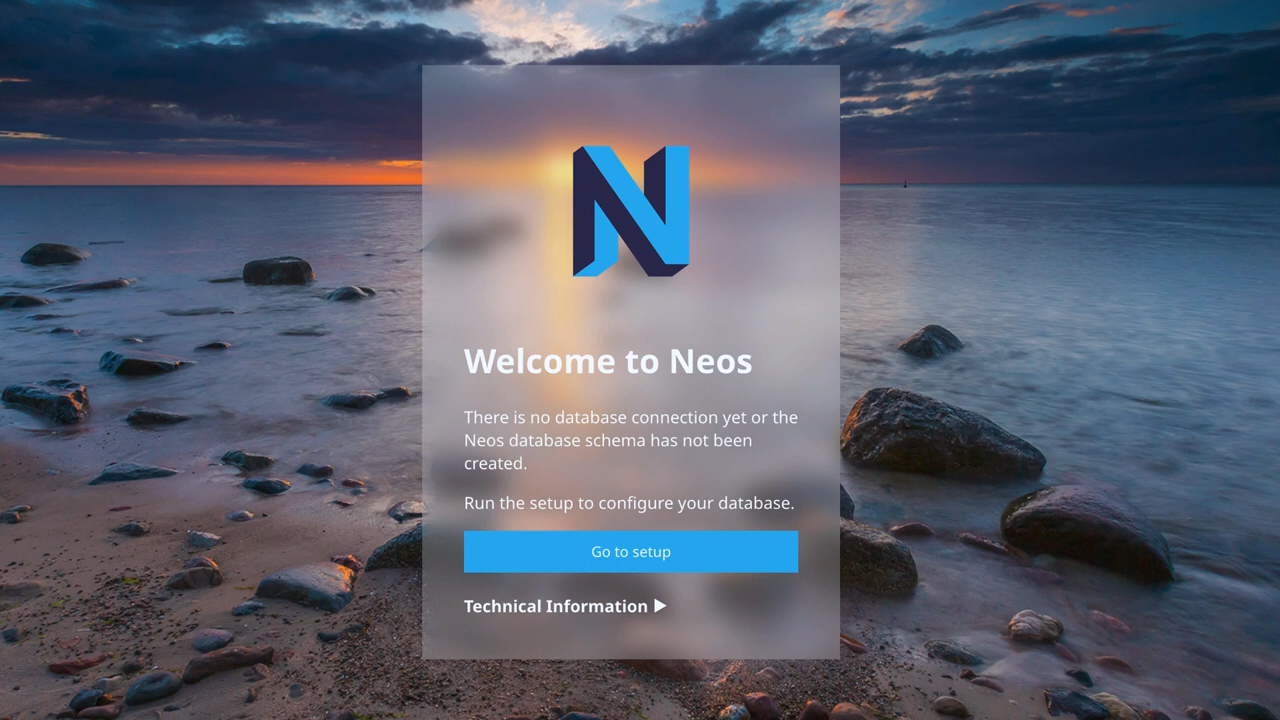 Welcome to Neos
There is no database connection yet or the
Neos database schema has not been
created.
Run the setup to configure your database.
Go to setup
Technical Information ▶